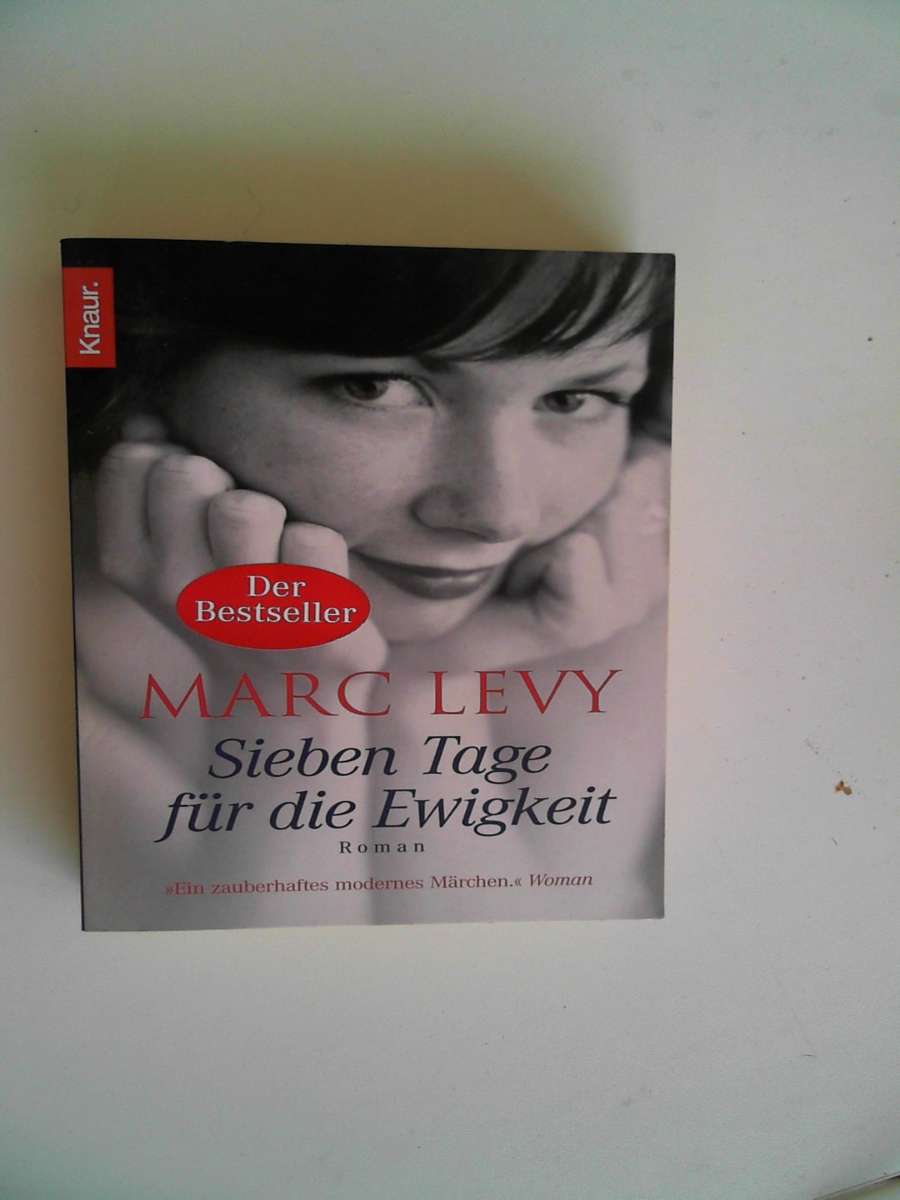 Knaur.
Der
Bestseller
MARC LEVY
Sieben Tage
für die Ewigkeit
Roman
»Ein zauberhaftes modernes Märchen.« Woman